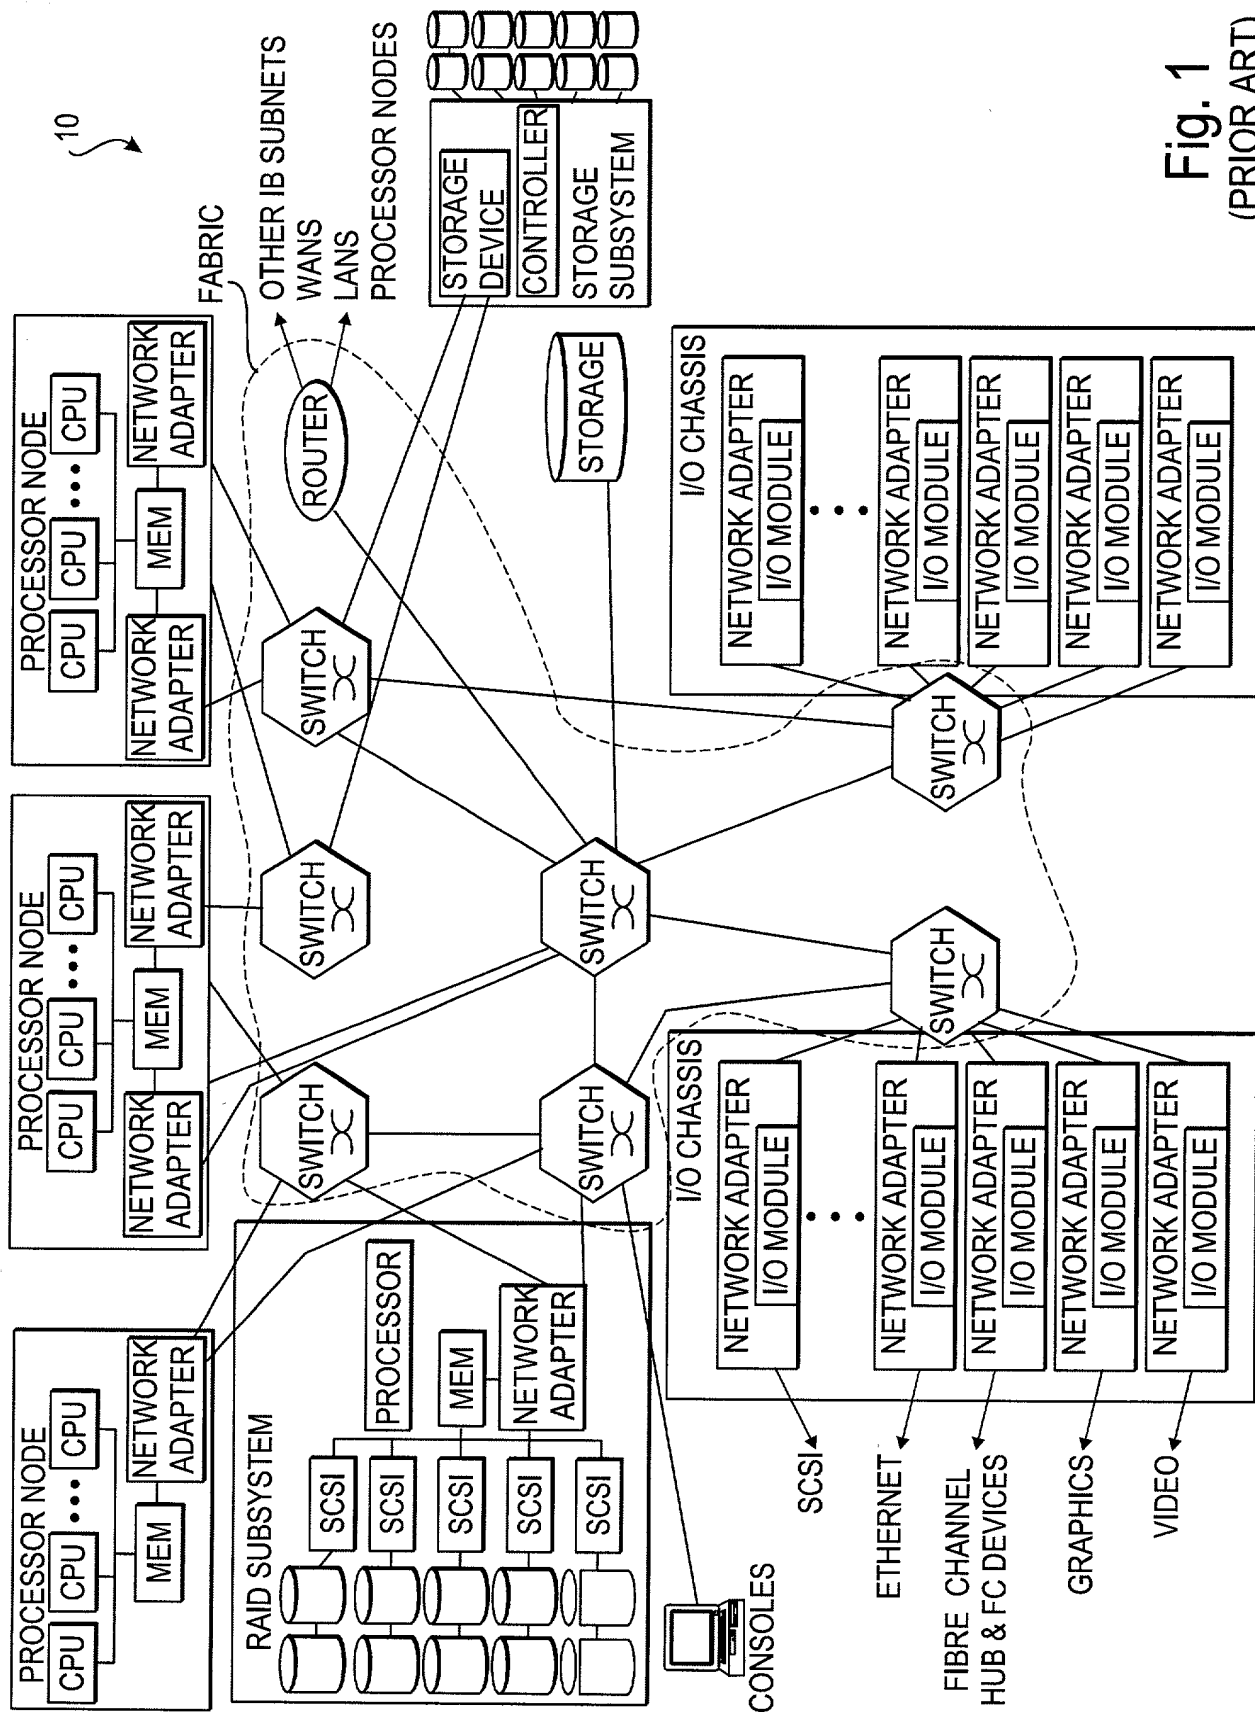 10
PROCESSOR NODE
CPU
CPU
CPU
MEM
NETWORK
ADAPTER
PROCESSOR NODE
CPU
CPU
CPU
NETWORK
ADAPTER
MEM
NETWORK
ADAPTER
PROCESSOR NODE
CPU
CPU
CPU
NETWORK
ADAPTER
MEM
NETWORK
ADAPTER
FABRIC
OTHER IB SUBNETS
WANS
LANS
PROCESSOR NODES
RAID SUBSYSTEM
SCSI
SCSI
SCSI
SCSI
SCSI
PROCESSOR
MEM
NETWORK
ADAPTER
SWITCH
SWITCH
SWITCH
ROUTER
SWITCH
SWITCH
STORAGE
STORAGE
DEVICE
CONTROLLER
STORAGE
SUBSYSTEM
CONSOLES
I/O CHASSIS
NETWORK ADAPTER
I/O MODULE
NETWORK ADAPTER
I/O MODULE
NETWORK ADAPTER
I/O MODULE
NETWORK ADAPTER
I/O MODULE
NETWORK ADAPTER
I/O MODULE
SCSI
ETHERNET
FIBRE CHANNEL
HUB & FC DEVICES
GRAPHICS
VIDEO
SWITCH
SWITCH
I/O CHASSIS
NETWORK ADAPTER
I/O MODULE
NETWORK ADAPTER
I/O MODULE
NETWORK ADAPTER
I/O MODULE
NETWORK ADAPTER
I/O MODULE
NETWORK ADAPTER
I/O MODULE
Fig. 1
(PRIOR ART)